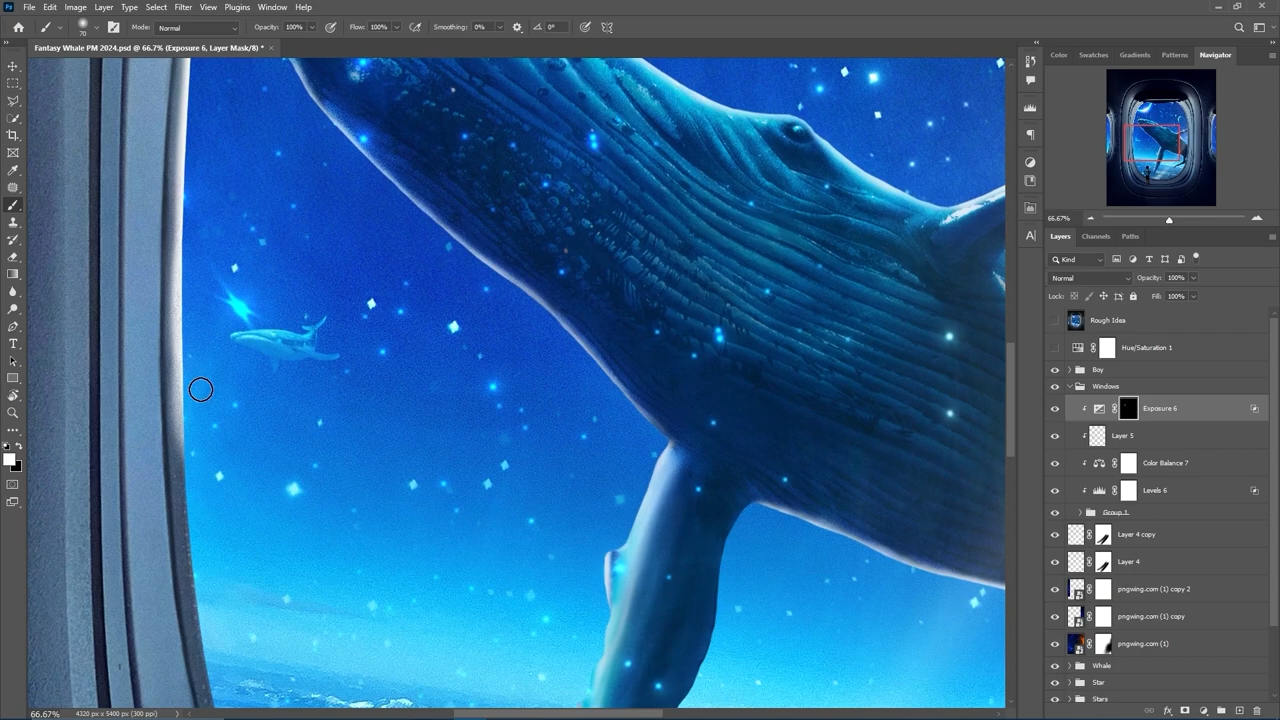 Ps File Edit Image Layer Type Select Filter View Plugins Window Help
70 Mode: Normal Opacity: 100% Flow: 100% Smoothing: 0% 0°
Fantasy Whale PM 2024.psd @ 66.7% (Exposure 6, Layer Mask/8) *
Color Swatches Gradients Patterns Navigator
66.67%
Layers Channels Paths
Kind
Normal Opacity: 100%
Lock: Fill: 100%
Rough Idea
Hue/Saturation 1
Boy
Windows
Exposure 6
Layer 5
Color Balance 7
Levels 6
Group 1
Layer 4 copy
Layer 4
pngwing.com (1) copy 2
pngwing.com (1) copy
pngwing.com (1)
Whale
Star
Stars
66.67% 4320 px x 5400 px (300 ppi)